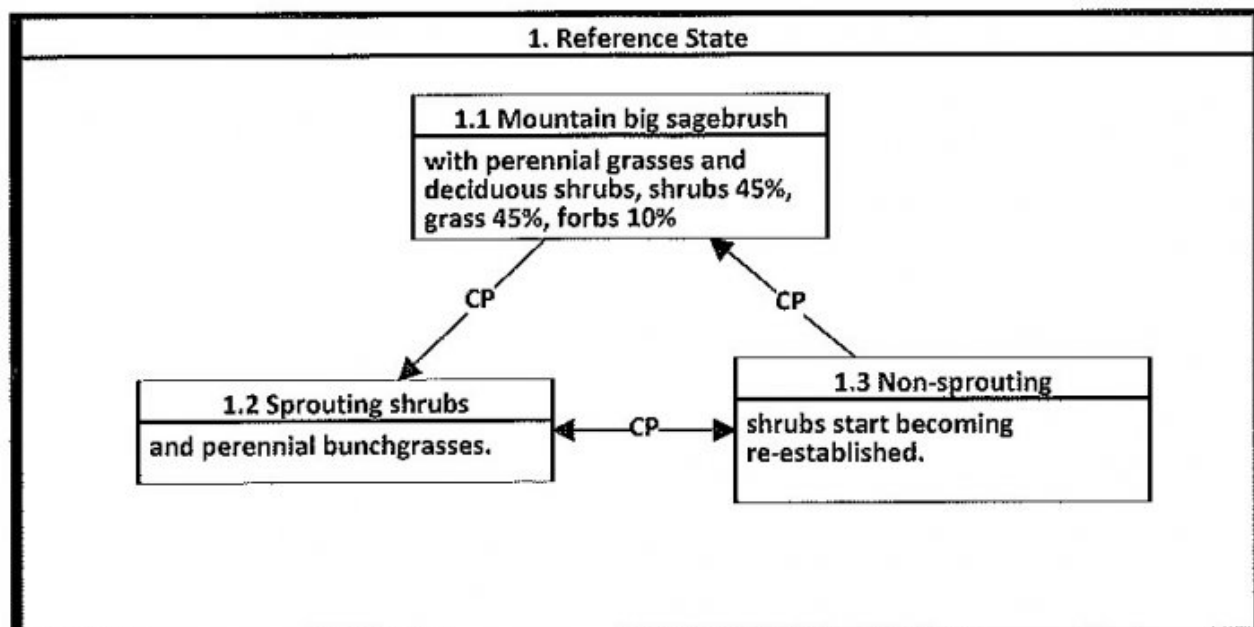 1. Reference State
1.1 Mountain big sagebrush
with perennial grasses and
deciduous shrubs, shrubs 45%,
grass 45%, forbs 10%
CP
CP
1.2 Sprouting shrubs
and perennial bunchgrasses.
CP
1.3 Non-sprouting
shrubs start becoming
re-established.